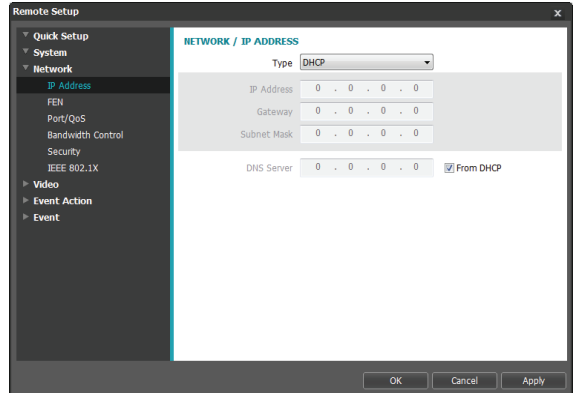 Remote Setup
x
Quick Setup
System
Network
IP Address
FEN
Port/QoS
Bandwidth Control
Security
IEEE 802.1X
Video
Event Action
Event
NETWORK / IP ADDRESS
Type DHCP
IP Address 0 . 0 . 0 . 0
Gateway 0 . 0 . 0 . 0
Subnet Mask 0 . 0 . 0 . 0
DNS Server 0 . 0 . 0 . 0 From DHCP
OK Cancel Apply